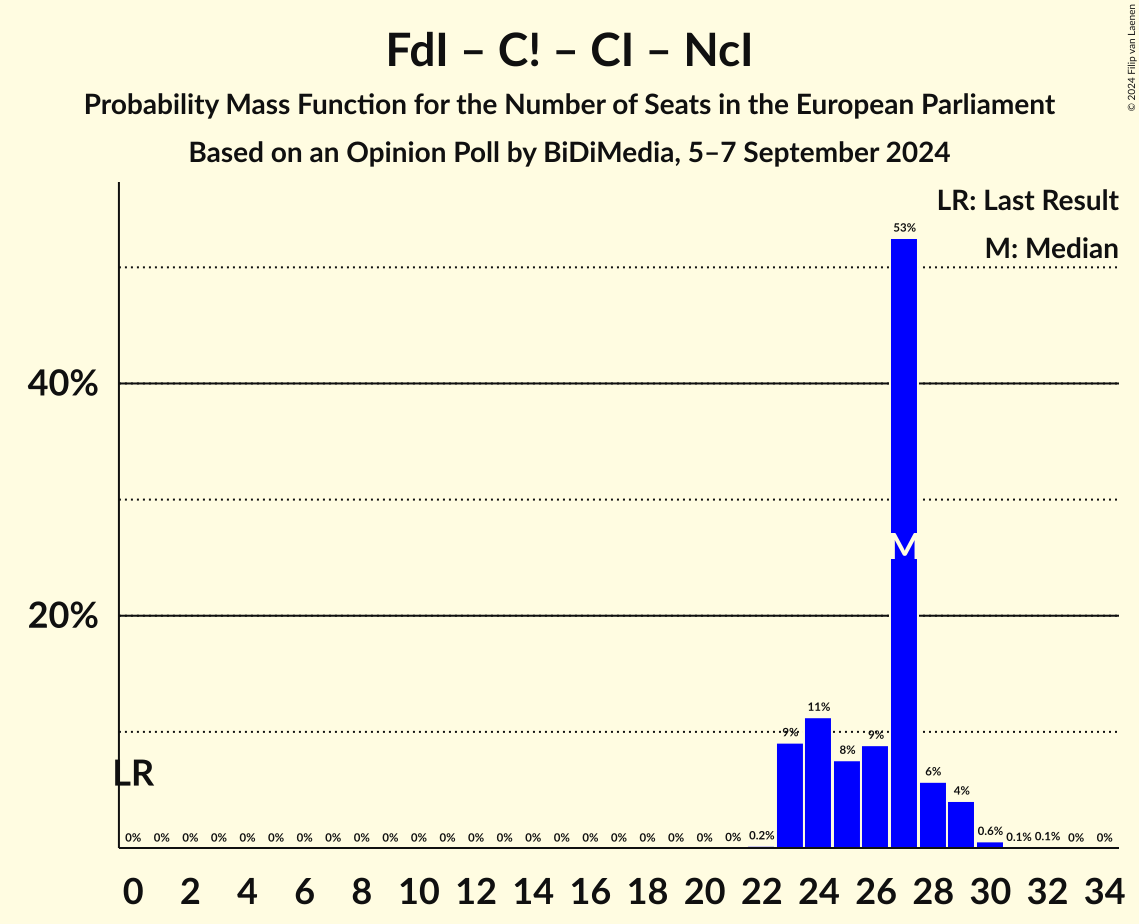 FdI – C! – CI – NcI
Probability Mass Function for the Number of Seats in the European Parliament
Based on an Opinion Poll by BiDiMedia, 5–7 September 2024
© 2024 Filip van Laenen
LR: Last Result
M: Median
53%
40%
M
20%
11%
9% 8% 9%
6%
4%
LR
0% 0% 0% 0% 0% 0% 0% 0% 0% 0% 0% 0% 0% 0% 0% 0% 0% 0% 0% 0% 0% 0% 0.2% 0.6% 0.1% 0.1% 0% 0%
0 2 4 6 8 10 12 14 16 18 20 22 24 26 28 30 32 34